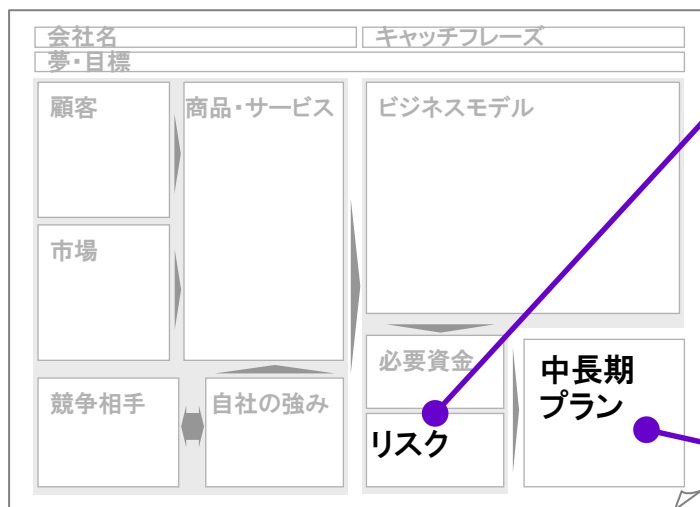 会社名
キャッチフレーズ
夢・目標
顧客
商品・サービス
ビジネスモデル
市場
必要資金
中長期
プラン
競争相手
自社の強み
リスク